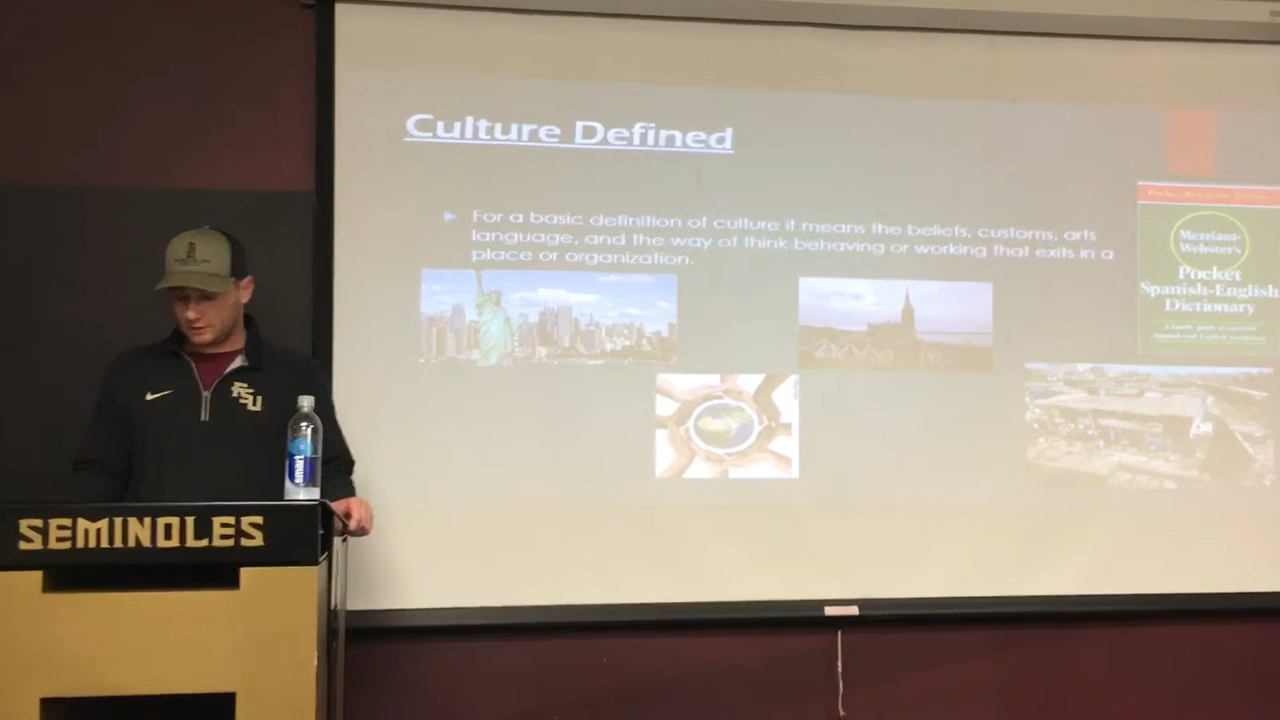 Culture Defined
For a basic definition of culture it means the beliefs, customs, arts
language, and the way of think behaving or working that exits in a
place or organization.
Merriam-
Webster's
Pocket
Spanish-English
Dictionary
FSU
smart
SEMINOLES